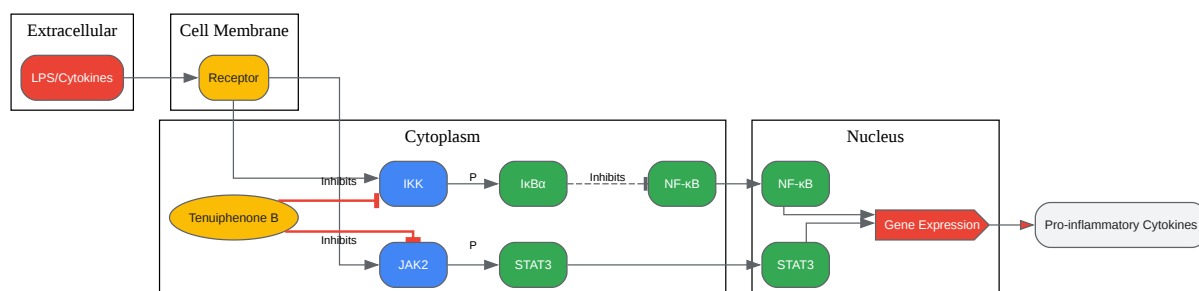 Extracellular
Cell Membrane
LPS/Cytokines
Receptor
Cytoplasm
Nucleus
Inhibits
IKK
P
IκBα
Inhibits
NF-κB
NF-κB
Tenuiphenone B
Gene Expression
Pro-inflammatory Cytokines
Inhibits
JAK2
P
STAT3
STAT3